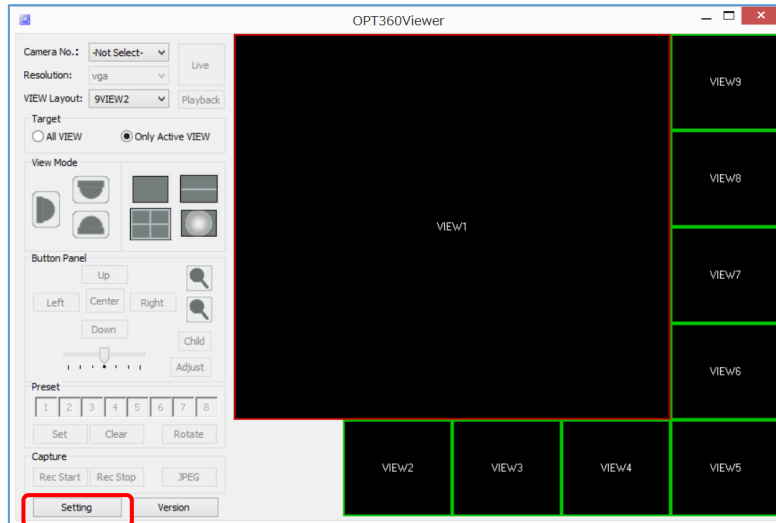 OPT360Viewer
Camera No.: -Not Select-
Live
Resolution: vga
VIEW Layout: 9VIEW2
Playback
Target
All VIEW Only Active VIEW
View Mode
Button Panel
Up
Left Center Right
Down
Child
Adjust
Preset
1 2 3 4 5 6 7 8
Set Clear Rotate
Capture
Rec Start Rec Stop JPEG
Setting Version
VIEW1
VIEW9
VIEW8
VIEW7
VIEW6
VIEW2 VIEW3 VIEW4 VIEW5